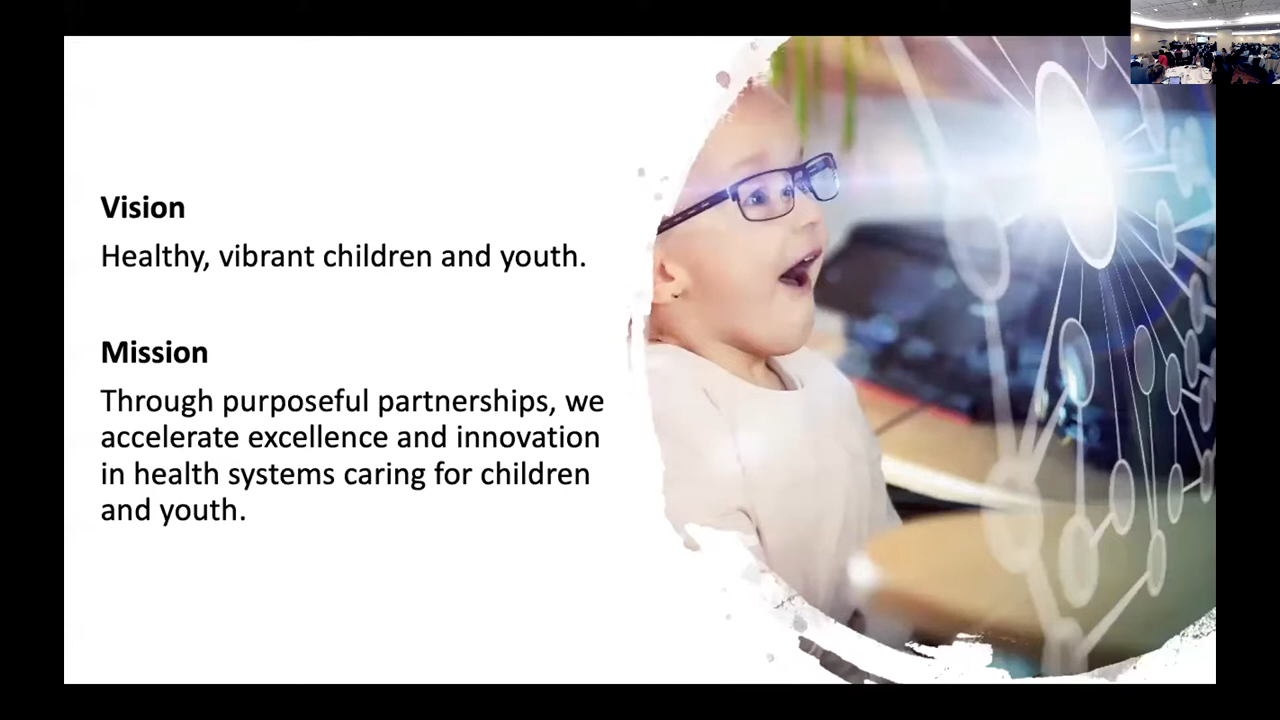 Vision
Healthy, vibrant children and youth.
Mission
Through purposeful partnerships, we
accelerate excellence and innovation
in health systems caring for children
and youth.